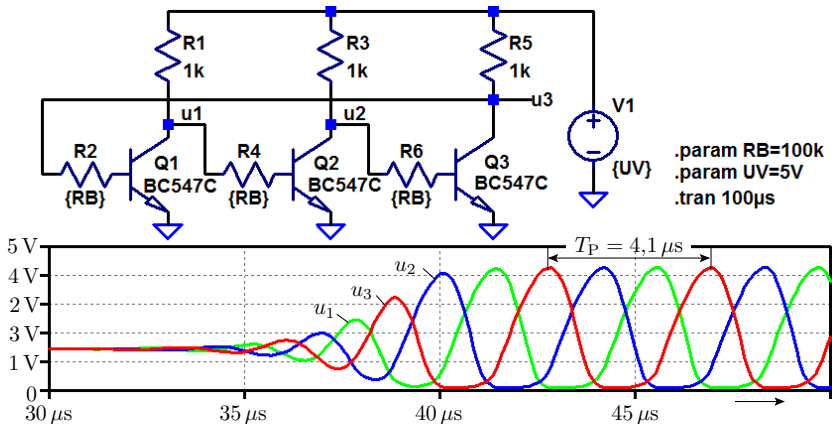 R1
1k
R3
1k
R5
1k
u1
u2
u3
V1
R2
{RB}
Q1
BC547C
R4
{RB}
Q2
BC547C
R6
{RB}
Q3
BC547C
{UV}
.param RB=100k
.param UV=5V
.tran 100µs
5 V
4 V
2 V
3 V
1 V
0
u₁
u₃
u₂
T_P = 4,1 µs
30 µs
35 µs
40 µs
45 µs